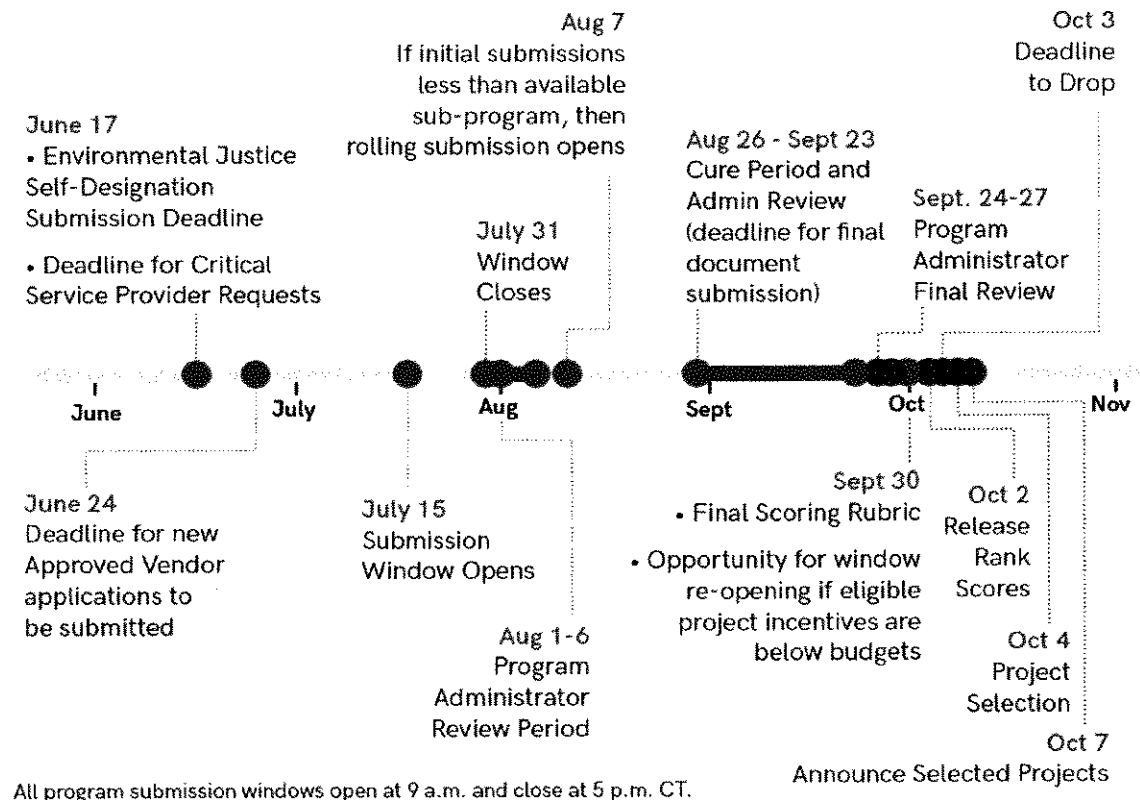 Aug 7
If initial submissions
less than available
sub-program, then
rolling submission opens
Oct 3
Deadline
to Drop
June 17
• Environmental Justice
Self-Designation
Submission Deadline
• Deadline for Critical
Service Provider Requests
July 31
Window
Closes
Aug 26 - Sept 23
Cure Period and
Admin Review
(deadline for final
document
submission)
Sept. 24-27
Program
Administrator
Final Review
June
July
Aug
Sept
Oct
Nov
June 24
Deadline for new
Approved Vendor
applications to
be submitted
July 15
Submission
Window Opens
Aug 1-6
Program
Administrator
Review Period
Sept 30
• Final Scoring Rubric
• Opportunity for window
re-opening if eligible
project incentives are
below budgets
Oct 2
Release
Rank
Scores
Oct 4
Project
Selection
Oct 7
Announce Selected Projects
All program submission windows open at 9 a.m. and close at 5 p.m. CT.